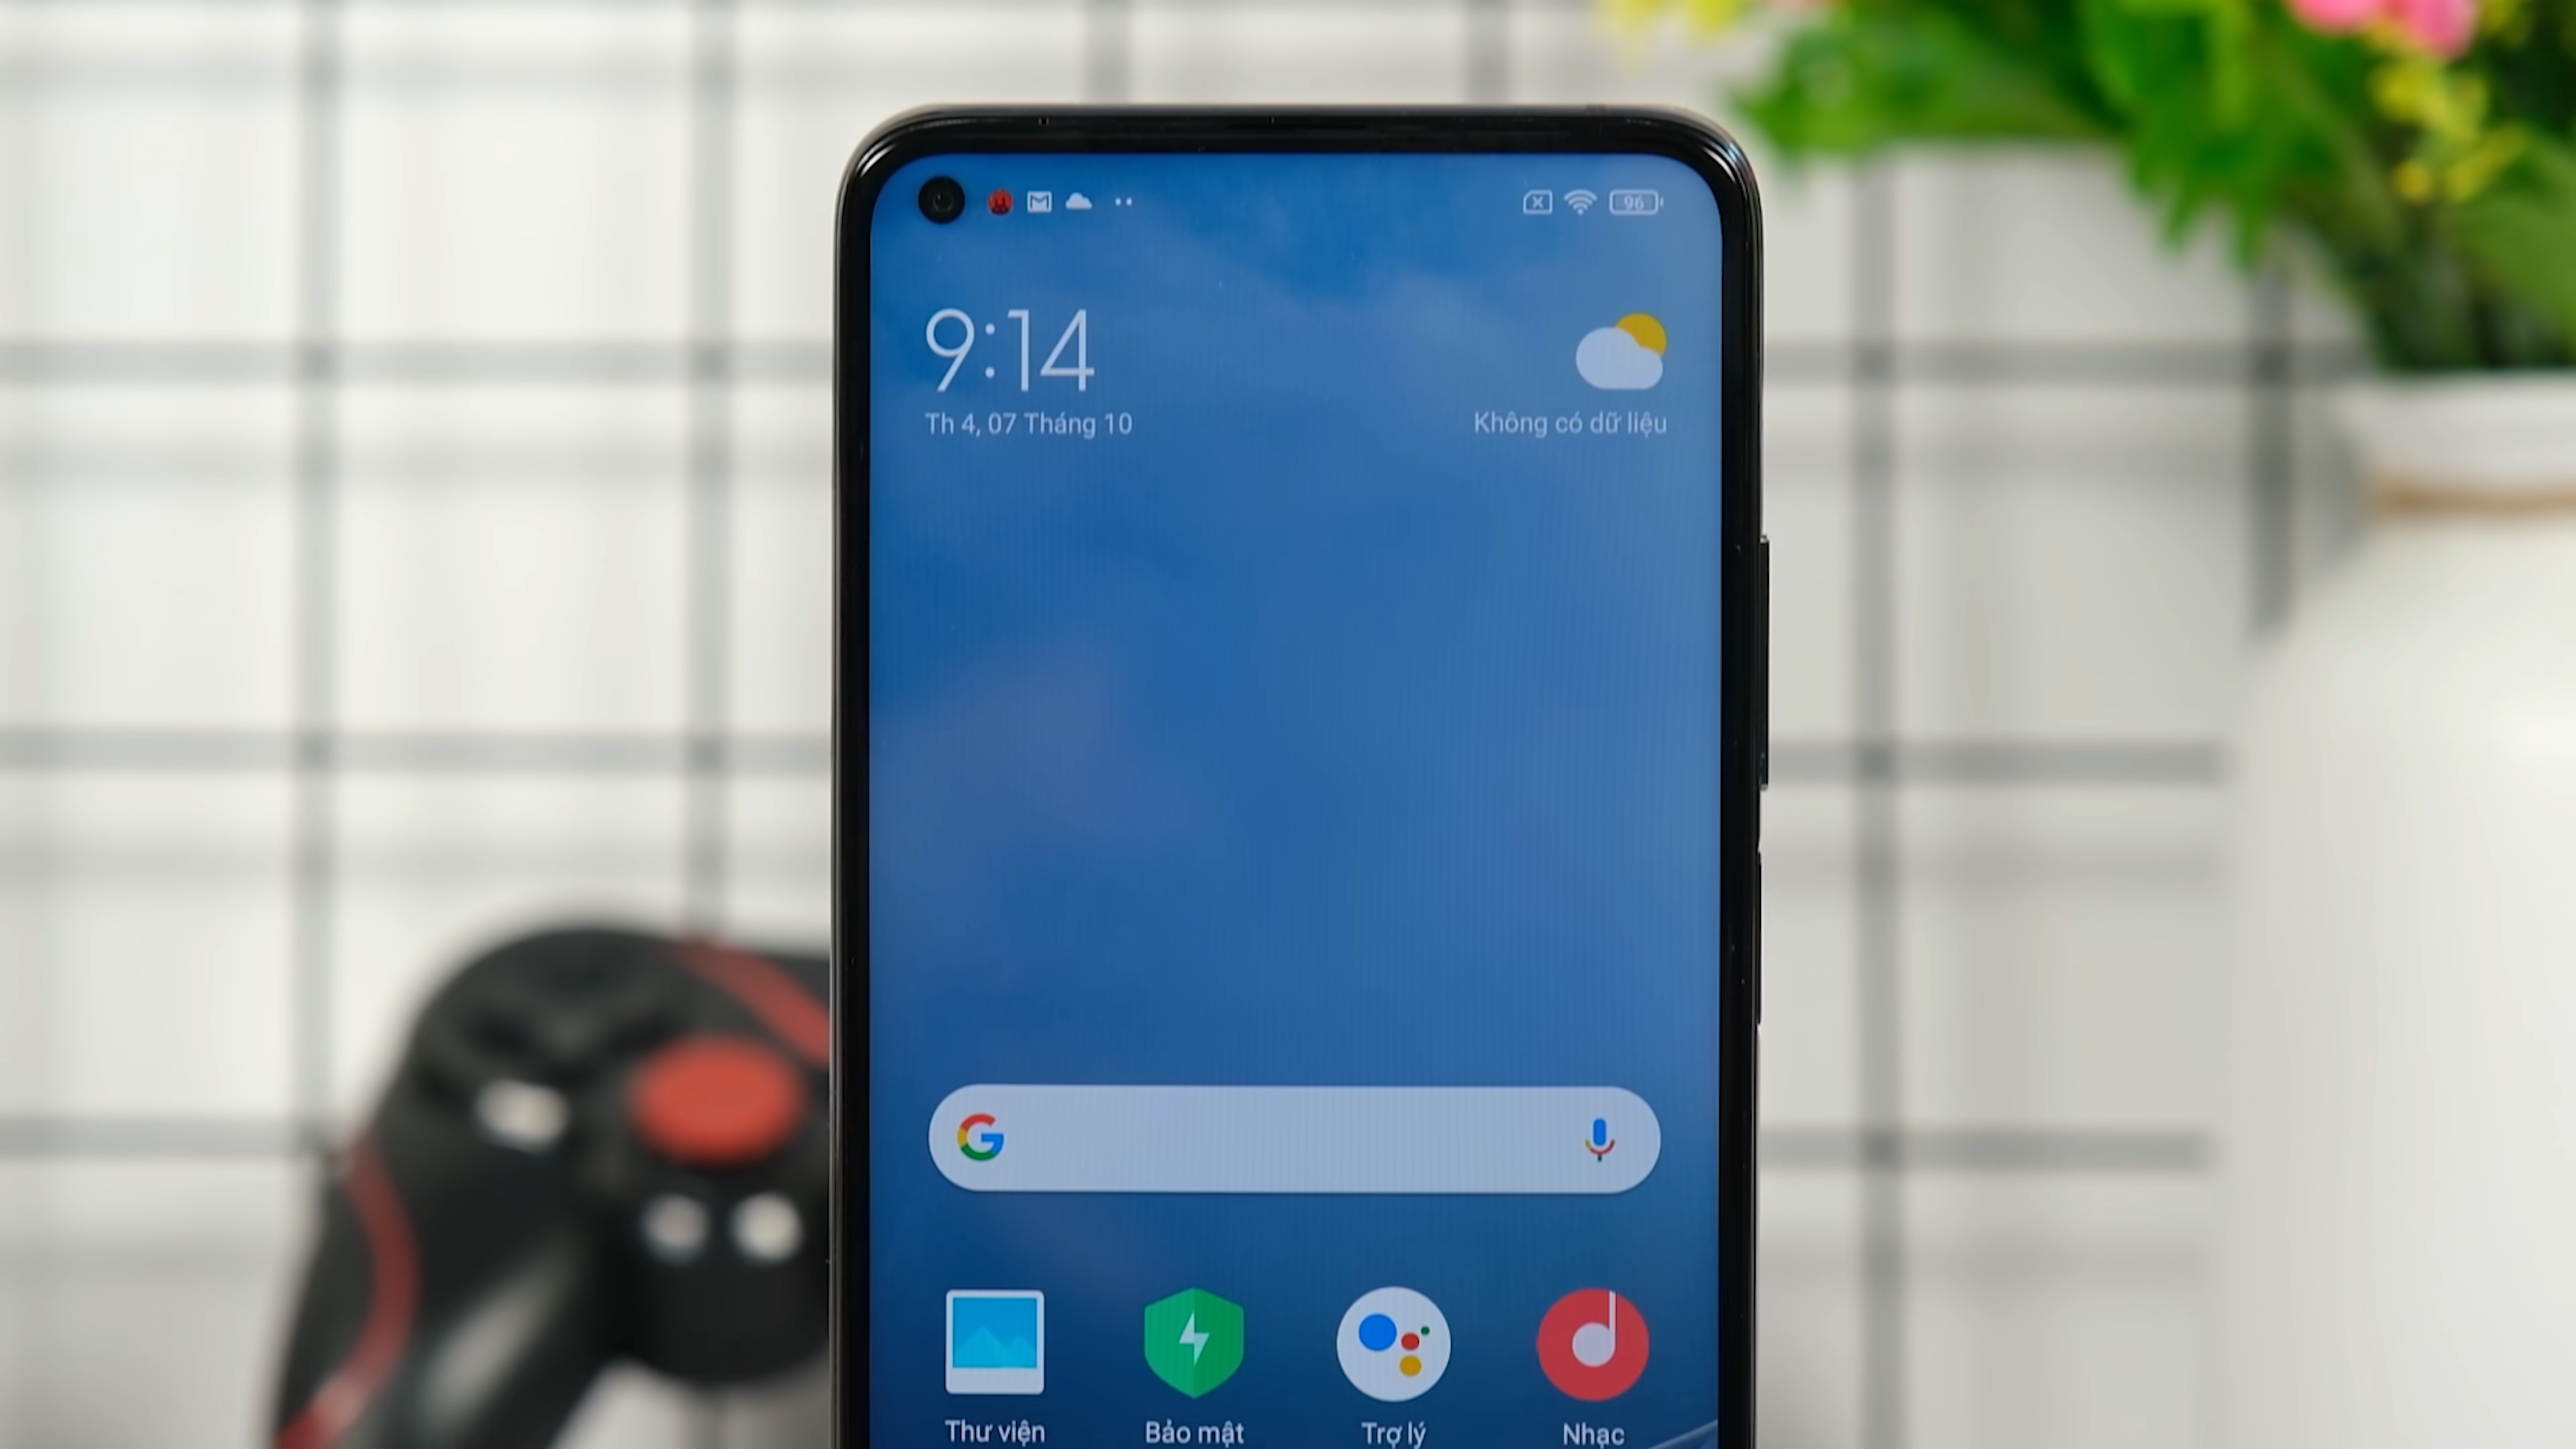 96
9:14
Th 4, 07 Tháng 10
Không có dữ liệu
Thư viện
Bảo mật
Trợ lý
Nhạc